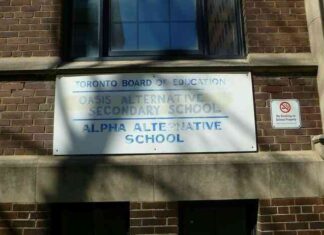 TORONTO BOARD OF EDUCATION
OASIS ALTERNATIVE
SECONDARY SCHOOL
ALPHA ALTERNATIVE
SCHOOL